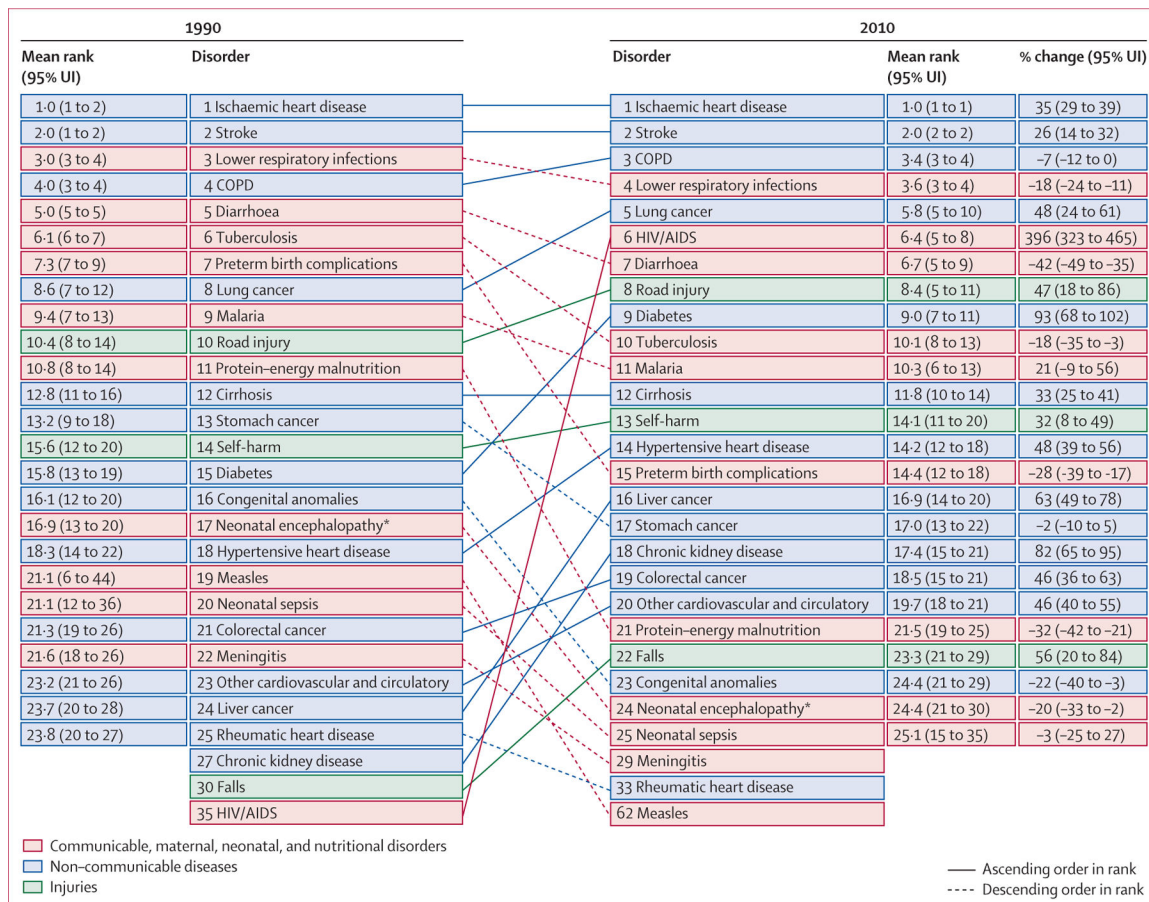 1990 2010
Mean rank Disorder Disorder Mean rank % change (95% UI)
(95% UI) (95% UI)
1·0 (1 to 2) 1 Ischaemic heart disease 1 Ischaemic heart disease 1·0 (1 to 1) 35 (29 to 39)
2·0 (1 to 2) 2 Stroke 2 Stroke 2·0 (2 to 2) 26 (14 to 32)
3·0 (3 to 4) 3 Lower respiratory infections 3 COPD 3·4 (3 to 4) –7 (–12 to 0)
4·0 (3 to 4) 4 COPD 4 Lower respiratory infections 3·6 (3 to 4) –18 (–24 to –11)
5·0 (5 to 5) 5 Diarrhoea 5 Lung cancer 5·8 (5 to 10) 48 (24 to 61)
6·1 (6 to 7) 6 Tuberculosis 6 HIV/AIDS 6·4 (5 to 8) 396 (323 to 465)
7·3 (7 to 9) 7 Preterm birth complications 7 Diarrhoea 6·7 (5 to 9) –42 (–49 to –35)
8·6 (7 to 12) 8 Lung cancer 8 Road injury 8·4 (5 to 11) 47 (18 to 86)
9·4 (7 to 13) 9 Malaria 9 Diabetes 9·0 (7 to 11) 93 (68 to 102)
10·4 (8 to 14) 10 Road injury 10 Tuberculosis 10·1 (8 to 13) –18 (–35 to –3)
10·8 (8 to 14) 11 Protein–energy malnutrition 11 Malaria 10·3 (6 to 13) 21 (–9 to 56)
12·8 (11 to 16) 12 Cirrhosis 12 Cirrhosis 11·8 (10 to 14) 33 (25 to 41)
13·2 (9 to 18) 13 Stomach cancer 13 Self-harm 14·1 (11 to 20) 32 (8 to 49)
15·6 (12 to 20) 14 Self-harm 14 Hypertensive heart disease 14·2 (12 to 18) 48 (39 to 56)
15·8 (13 to 19) 15 Diabetes 15 Preterm birth complications 14·4 (12 to 18) –28 (–39 to –17)
16·1 (12 to 20) 16 Congenital anomalies 16 Liver cancer 16·9 (14 to 20) 63 (49 to 78)
16·9 (13 to 20) 17 Neonatal encephalopathy* 17 Stomach cancer 17·0 (13 to 22) –2 (–10 to 5)
18·3 (14 to 22) 18 Hypertensive heart disease 18 Chronic kidney disease 17·4 (15 to 21) 82 (65 to 95)
21·1 (6 to 44) 19 Measles 19 Colorectal cancer 18·5 (15 to 21) 46 (36 to 63)
21·1 (12 to 36) 20 Neonatal sepsis 20 Other cardiovascular and circulatory 19·7 (18 to 21) 46 (40 to 55)
21·3 (19 to 26) 21 Colorectal cancer 21 Protein–energy malnutrition 21·5 (19 to 25) –32 (–42 to –21)
21·6 (18 to 26) 22 Meningitis 22 Falls 23·3 (21 to 29) 56 (20 to 84)
23·2 (21 to 26) 23 Other cardiovascular and circulatory 23 Congenital anomalies 24·4 (21 to 29) –22 (–40 to –3)
23·7 (20 to 28) 24 Liver cancer 24 Neonatal encephalopathy* 24·4 (21 to 30) –20 (–33 to –2)
23·8 (20 to 27) 25 Rheumatic heart disease 25 Neonatal sepsis 25·1 (15 to 35) –3 (–25 to 27)
27 Chronic kidney disease 29 Meningitis
30 Falls 33 Rheumatic heart disease
35 HIV/AIDS 62 Measles
Communicable, maternal, neonatal, and nutritional disorders
Non–communicable diseases Ascending order in rank
Injuries Descending order in rank